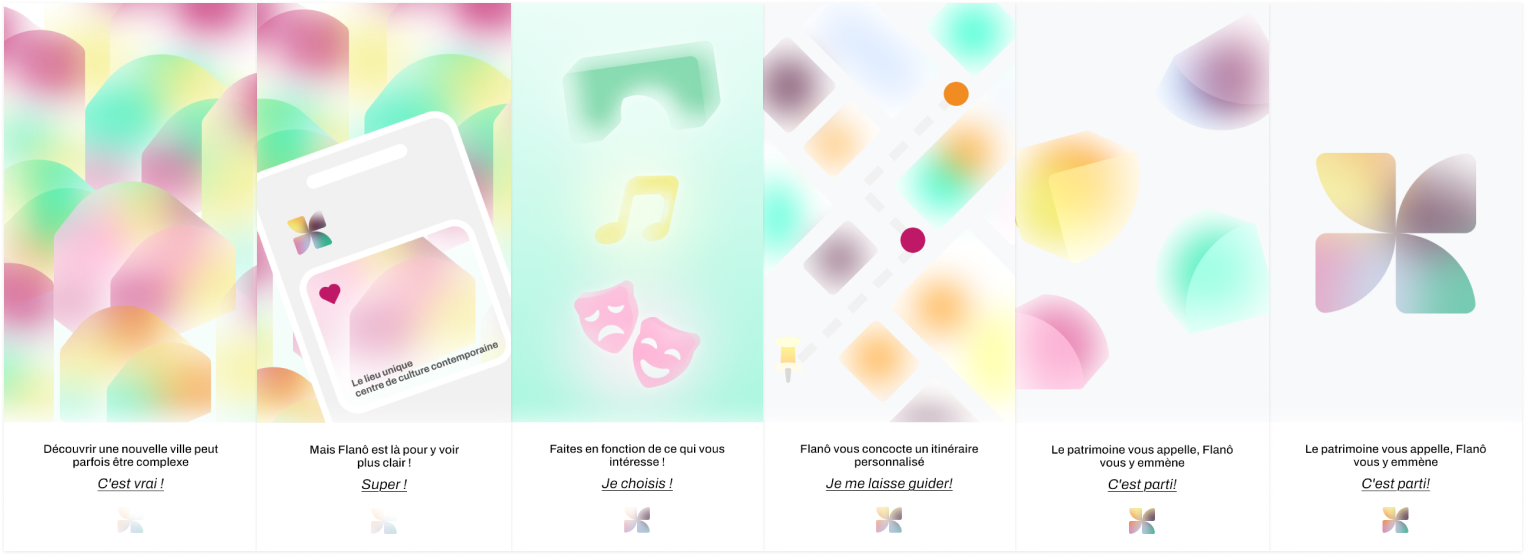 Le lieu unique
centre de culture contemporaine
Découvrir une nouvelle ville peut
parfois être complexe
C'est vrai !
Mais Flanô est là pour y voir
plus clair !
Super !
Faites en fonction de ce qui vous
intéresse !
Je choisis !
Flanô vous concocte un itinéraire
personnalisé
Je me laisse guider!
Le patrimoine vous appelle, Flanô
vous y emmène
C'est parti!
Le patrimoine vous appelle, Flanô
vous y emmène
C'est parti!